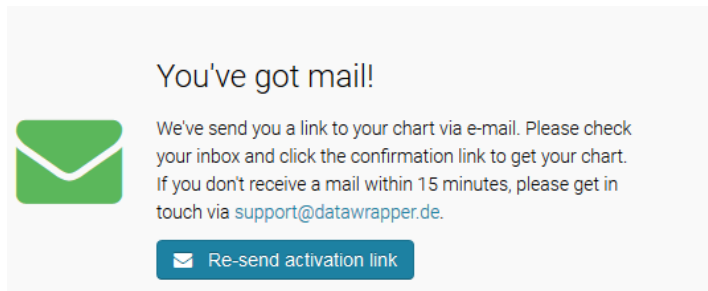 You've got mail!
We've send you a link to your chart via e-mail. Please check
your inbox and click the confirmation link to get your chart.
If you don't receive a mail within 15 minutes, please get in
touch via support@datawrapper.de.
Re-send activation link